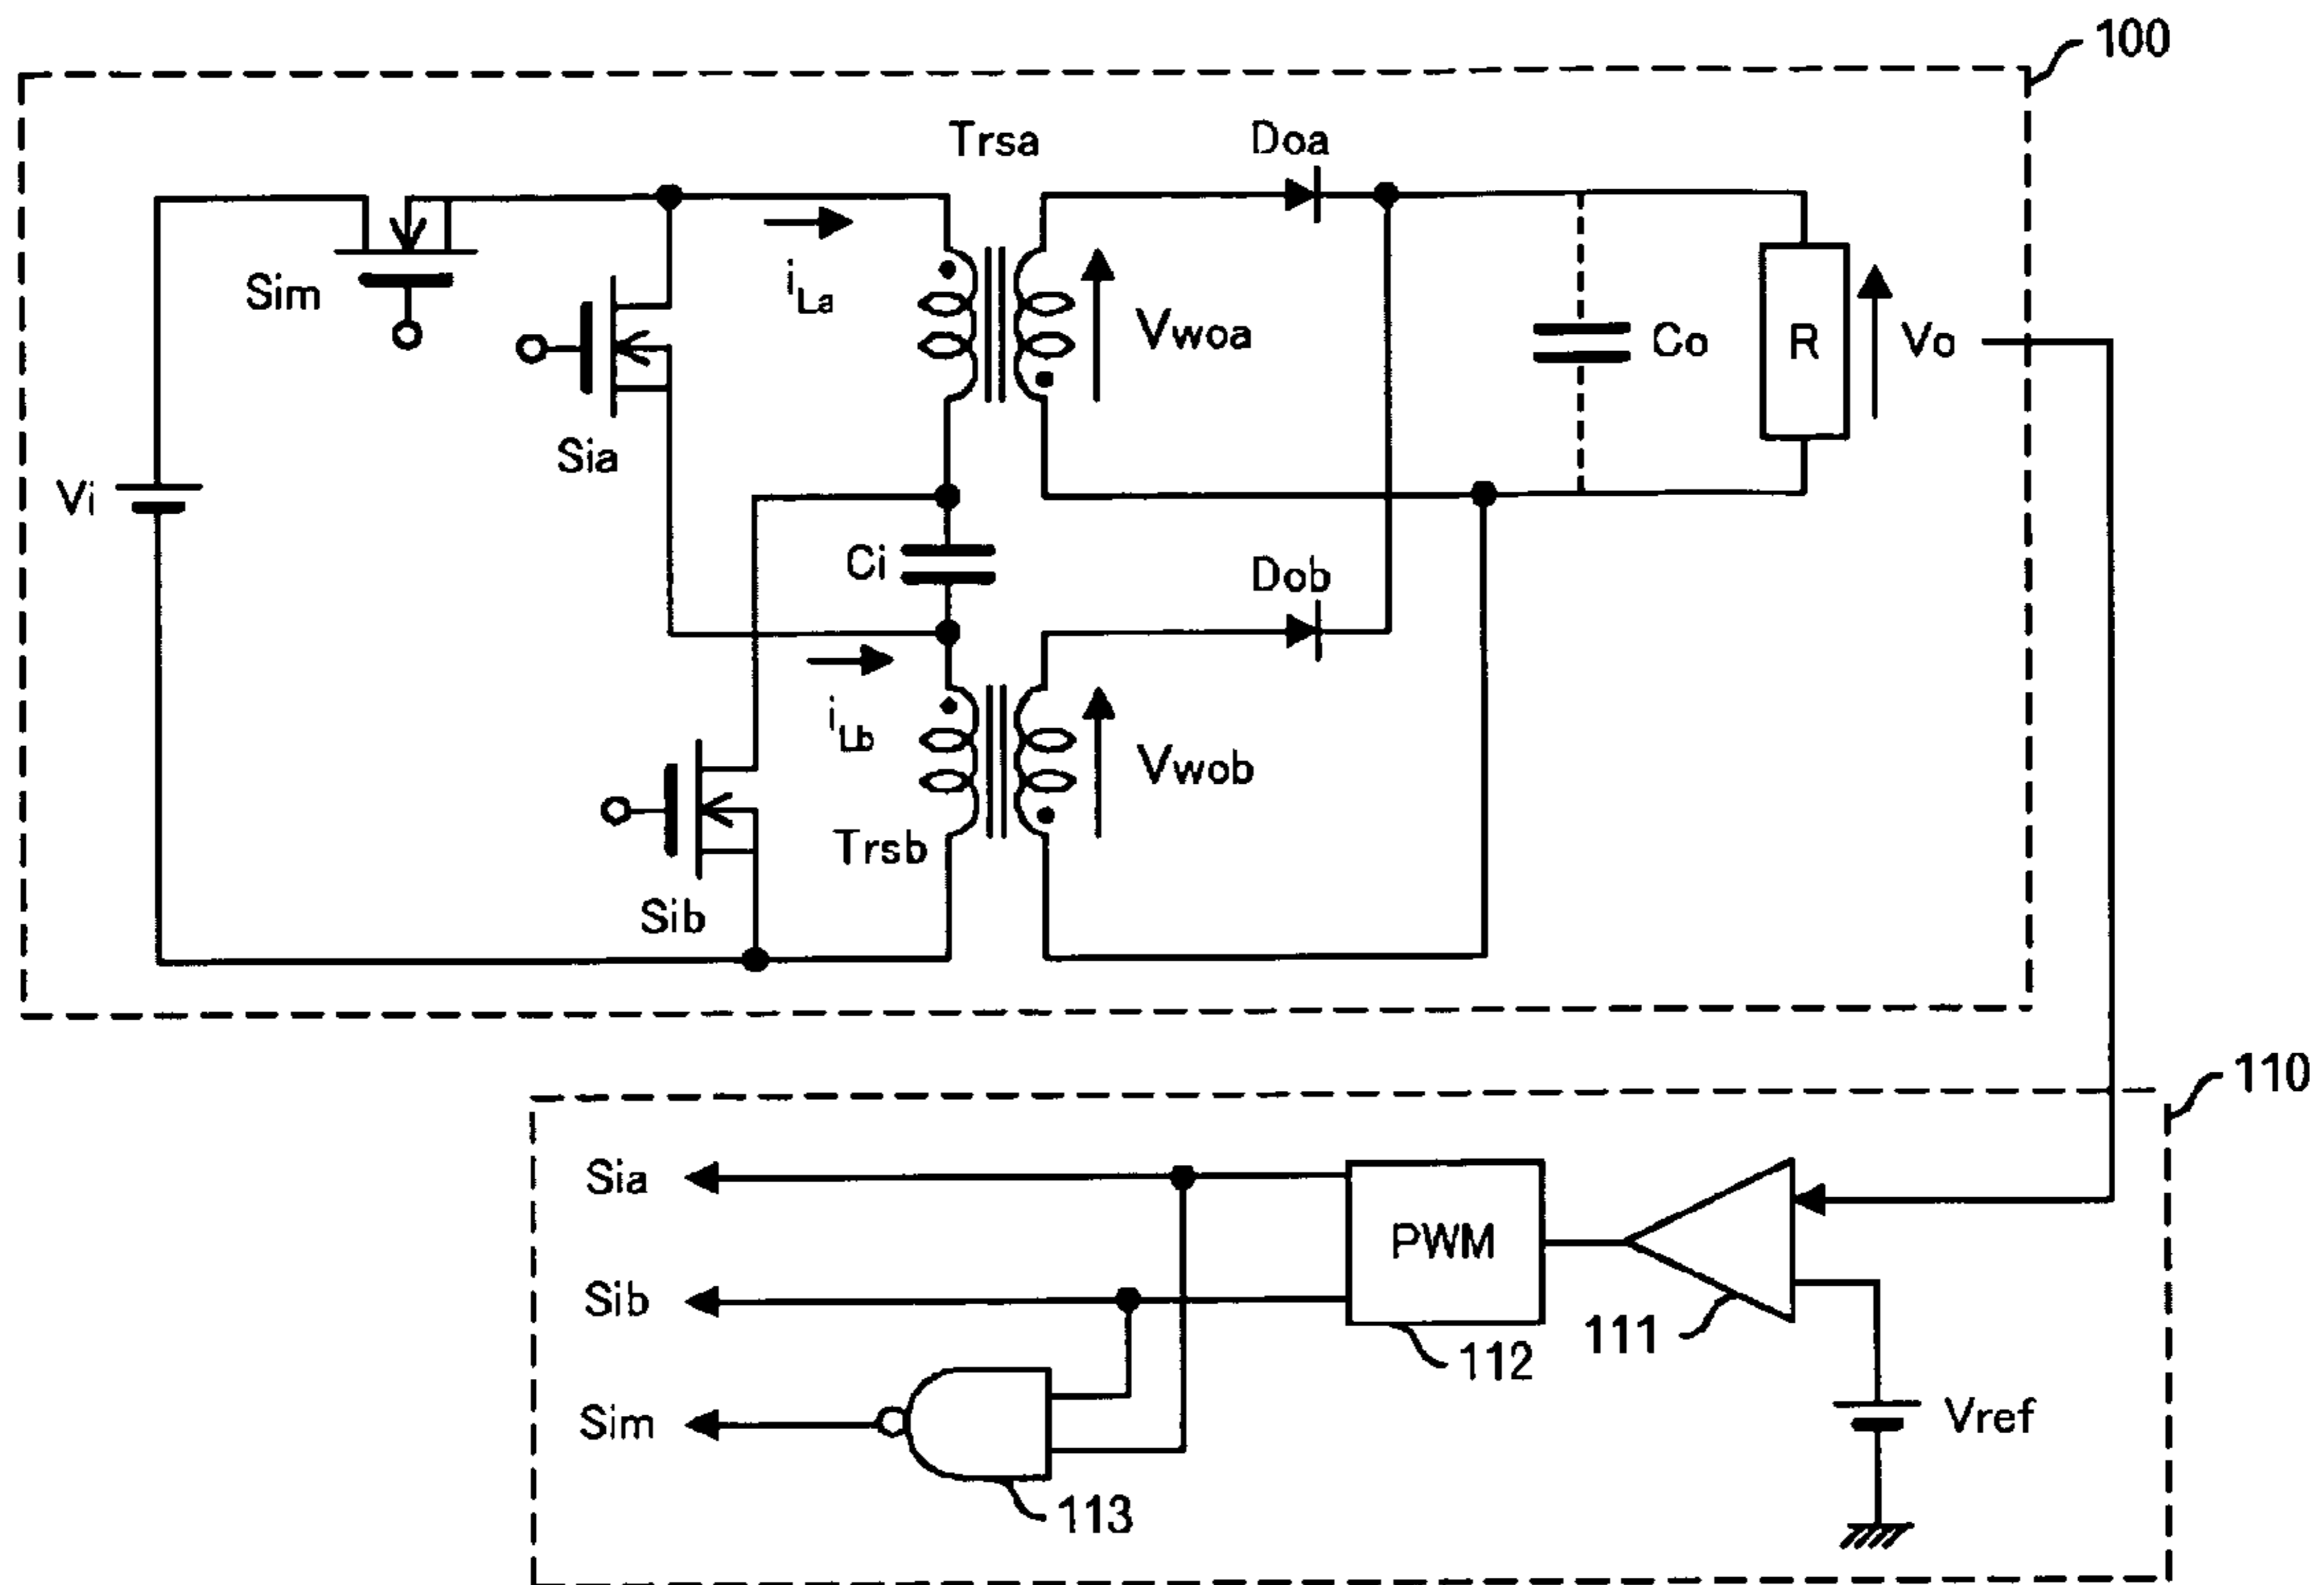 100
Trsa
Doa
Sim
iLa
Vwoa
Co
R
Vo
Sia
Vi
Ci
Dob
iLb
Vwob
Trsb
Sib
110
Sia
PWM
Sib
111
112
Sim
Vref
113